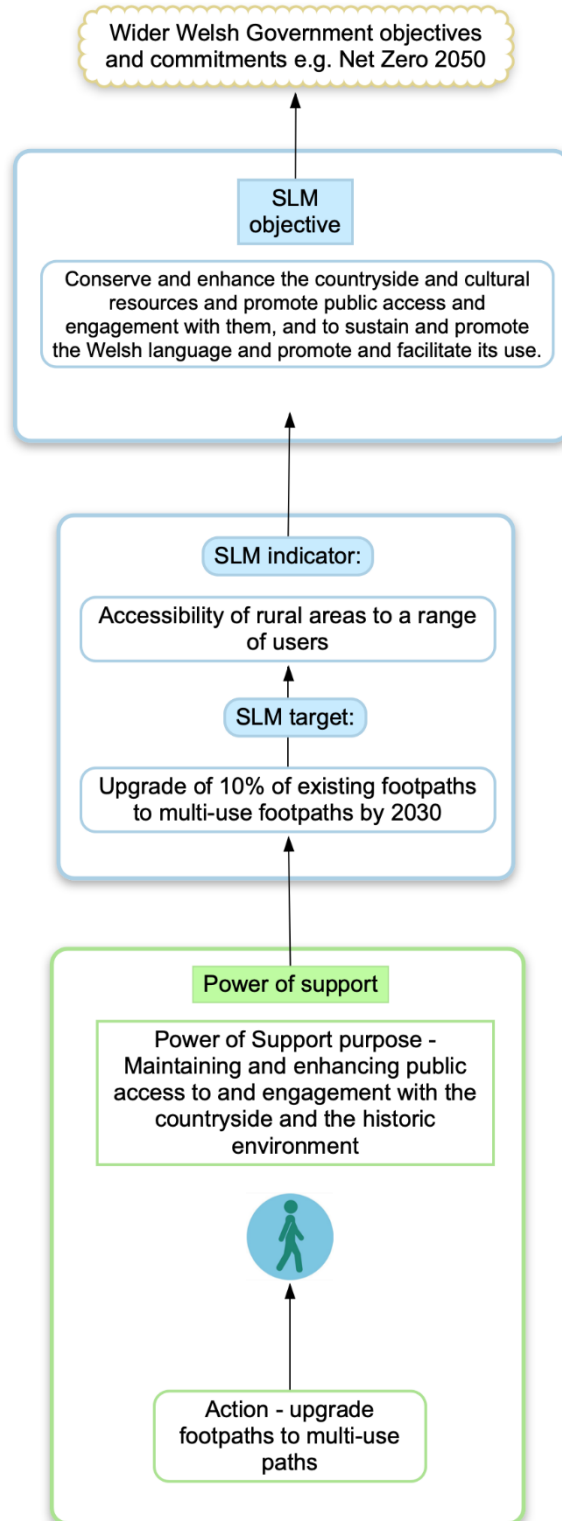 Wider Welsh Government objectives
and commitments e.g. Net Zero 2050
SLM
objective
Conserve and enhance the countryside and cultural
resources and promote public access and
engagement with them, and to sustain and promote
the Welsh language and promote and facilitate its use.
SLM indicator:
Accessibility of rural areas to a range
of users
SLM target:
Upgrade of 10% of existing footpaths
to multi-use footpaths by 2030
Power of support
Power of Support purpose -
Maintaining and enhancing public
access to and engagement with the
countryside and the historic
environment
Action - upgrade
footpaths to multi-use
paths